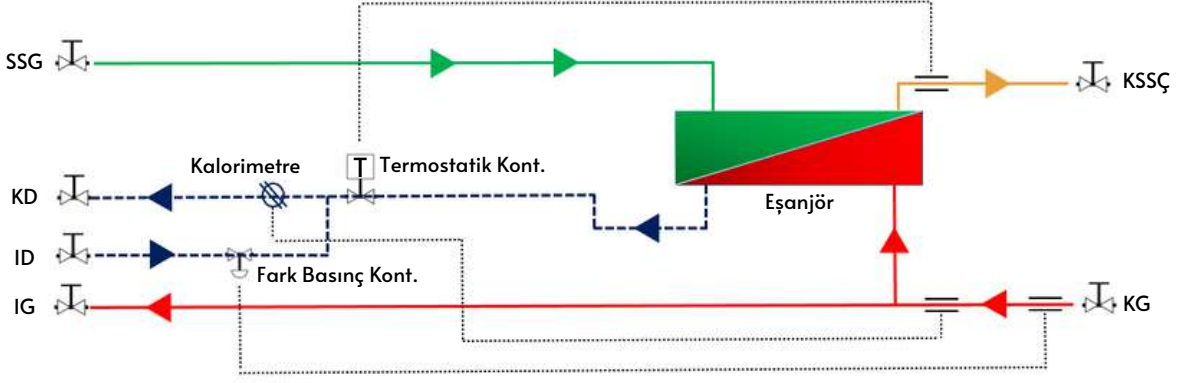 SSG
KSSÇ
Kalorimetre
T
Termostatik Kont.
KD
Eşanjör
ID
Fark Basınç Kont.
IG
KG